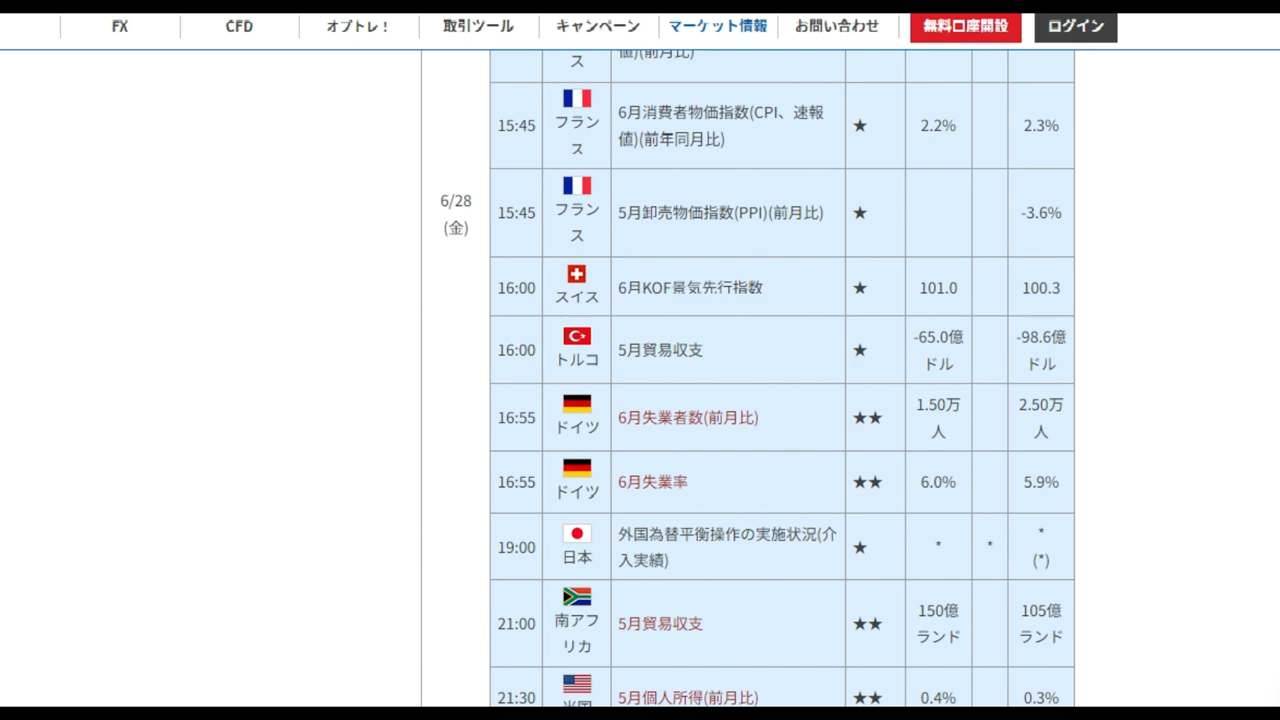 FX CFD オプトレ！ 取引ツール キャンペーン マーケット情報 お問い合わせ 無料口座開設 ログイン
ス 値)(前月比)
6/28
(金)
15:45 フラン
ス 6月消費者物価指数(CPI、速報
値)(前年同月比) ★ 2.2% 2.3%
15:45 フラン
ス 5月卸売物価指数(PPI)(前月比) ★ -3.6%
16:00 スイス 6月KOF景気先行指数 ★ 101.0 100.3
16:00 トルコ 5月貿易収支 ★ -65.0億
ドル -98.6億
ドル
16:55 ドイツ 6月失業者数(前月比) ★★ 1.50万
人 2.50万
人
16:55 ドイツ 6月失業率 ★★ 6.0% 5.9%
19:00 日本 外国為替平衡操作の実施状況(介
入実績) ★ * * *
(*)
21:00 南アフ
リカ 5月貿易収支 ★★ 150億
ランド 105億
ランド
21:30 米国 5月個人所得(前月比) ★★ 0.4% 0.3%